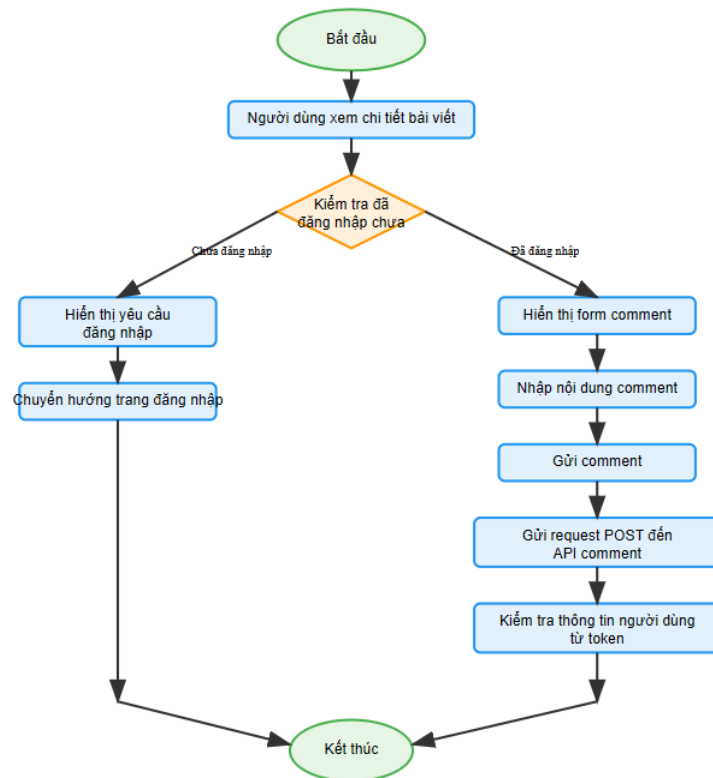 Bắt đầu
Người dùng xem chi tiết bài viết
Kiểm tra đã
đăng nhập chưa
Chưa đăng nhập
Đã đăng nhập
Hiển thị yêu cầu
đăng nhập
Chuyển hướng trang đăng nhập
Hiển thị form comment
Nhập nội dung comment
Gửi comment
Gửi request POST đến
API comment
Kiểm tra thông tin người dùng
từ token
Kết thúc